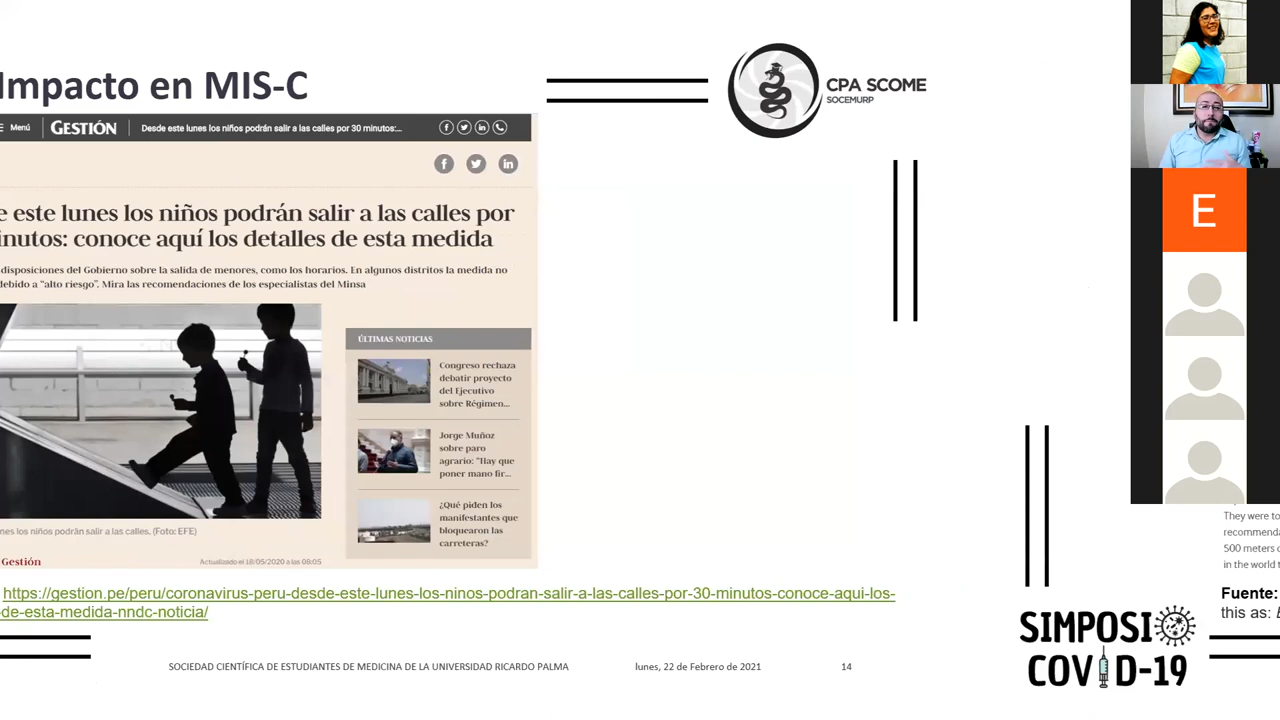 Impacto en MIS-C
CPA SCOME
SOCEMURP
Menú
GESTIÓN
Desde este lunes los niños podrán salir a las calles por 30 minutos:...
e este lunes los niños podrán salir a las calles por
inutos: conoce aquí los detalles de esta medida
disposiciones del Gobierno sobre la salida de menores, como los horarios. En algunos distritos la medida no
debido a “alto riesgo”. Mira las recomendaciones de los especialistas del Minsa
ÚLTIMAS NOTICIAS
Congreso rechaza
debatir proyecto
del Ejecutivo
sobre Régimen...
Jorge Muñoz
sobre paro
agrario: “Hay que
poner mano fir...
¿Qué piden los
manifestantes que
bloquearon las
carreteras?
nes los niños podrán salir a las calles. (Foto: EFE)
Gestión
Actualizado el 18/05/2020 a las 08:05
https://gestion.pe/peru/coronavirus-peru-desde-este-lunes-los-ninos-podran-salir-a-las-calles-por-30-minutos-conoce-aqui-los-
-de-esta-medida-nndc-noticia/
E
They were to
recommenda
500 meters o
in the world t
Fuente:
this as: E
SIMPOSIO
COVID-19
SOCIEDAD CIENTÍFICA DE ESTUDIANTES DE MEDICINA DE LA UNIVERSIDAD RICARDO PALMA
lunes, 22 de Febrero de 2021
14